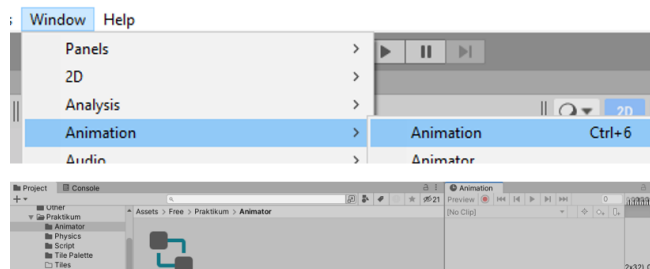 Window Help
Panels
2D
Analysis
2D
Animation
Animation Ctrl+6
Audio
Animator
Project Console
Animation
21
Preview
0
Other
Praktikum
Assets > Free > Praktikum > Animator
[No Clip]
Animator
Physics
Script
Tile Palette
Tiles